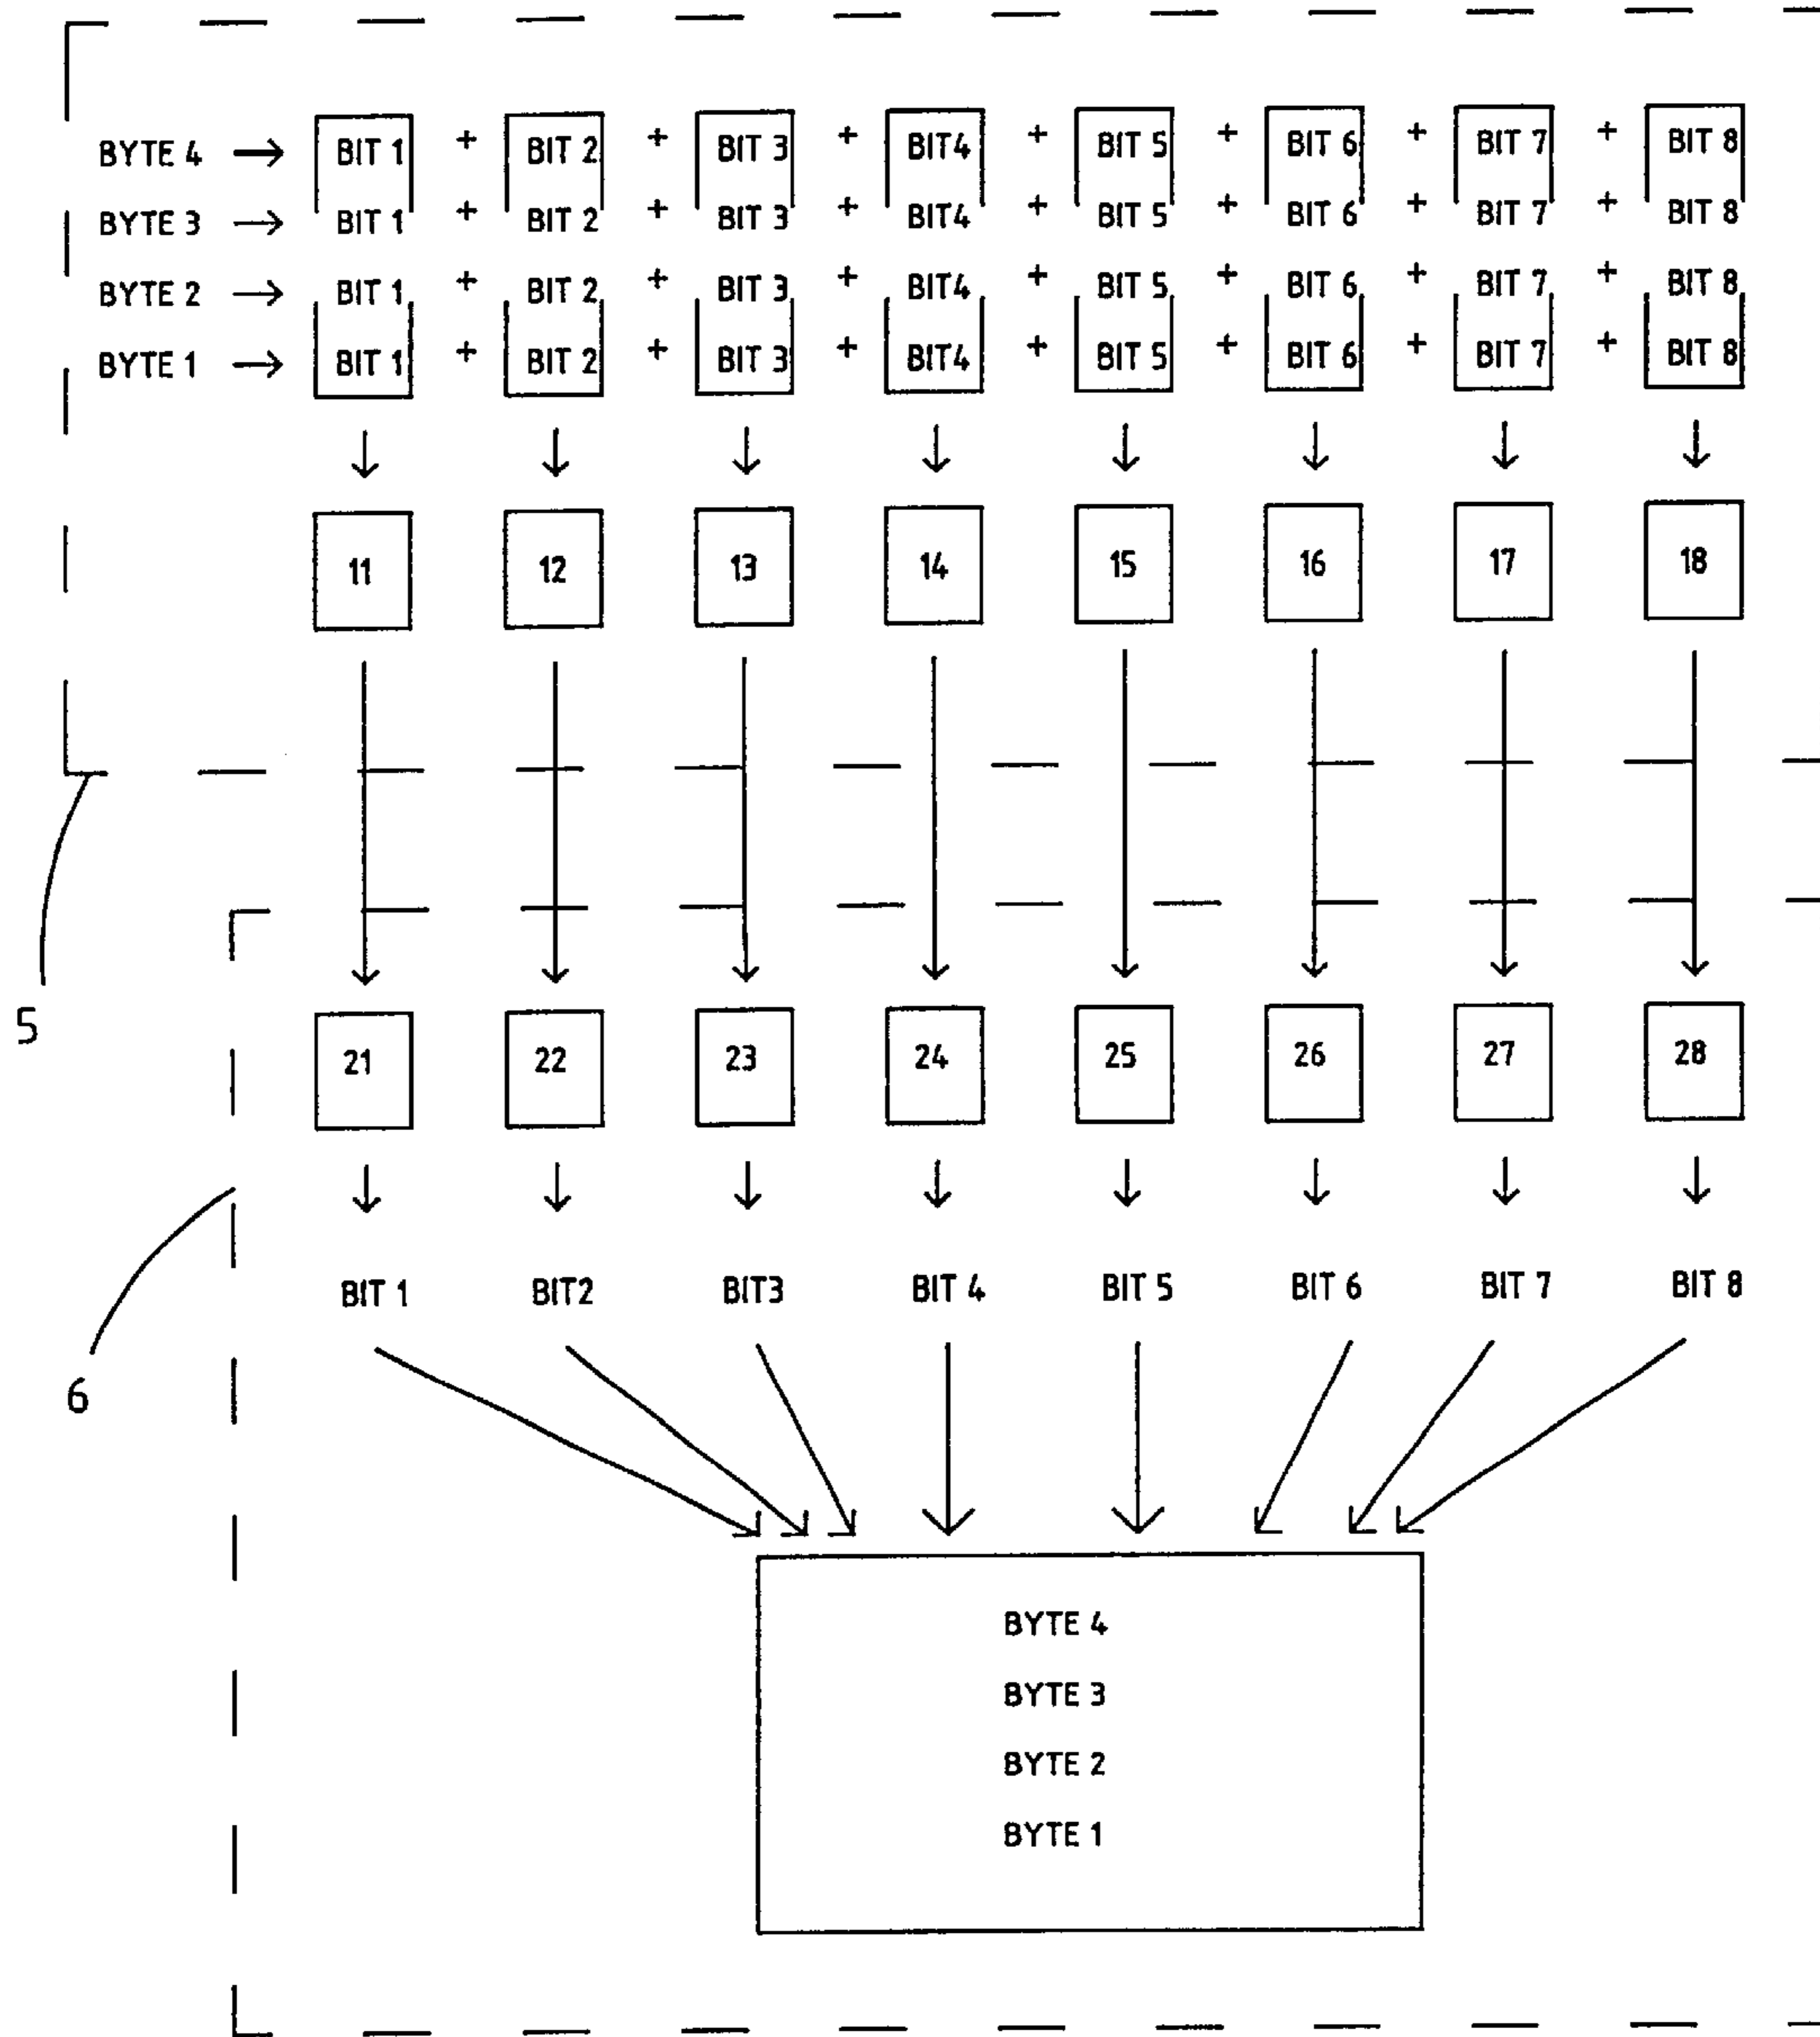 BYTE 4 → BIT 1 + BIT 2 + BIT 3 + BIT4 + BIT 5 + BIT 6 + BIT 7 + BIT 8
BYTE 3 → BIT 1 + BIT 2 + BIT 3 + BIT4 + BIT 5 + BIT 6 + BIT 7 + BIT 8
BYTE 2 → BIT 1 + BIT 2 + BIT 3 + BIT4 + BIT 5 + BIT 6 + BIT 7 + BIT 8
BYTE 1 → BIT 1 + BIT 2 + BIT 3 + BIT4 + BIT 5 + BIT 6 + BIT 7 + BIT 8
11 12 13 14 15 16 17 18
5
21 22 23 24 25 26 27 28
BIT 1 BIT2 BIT3 BIT 4 BIT 5 BIT 6 BIT 7 BIT 8
6
BYTE 4
BYTE 3
BYTE 2
BYTE 1